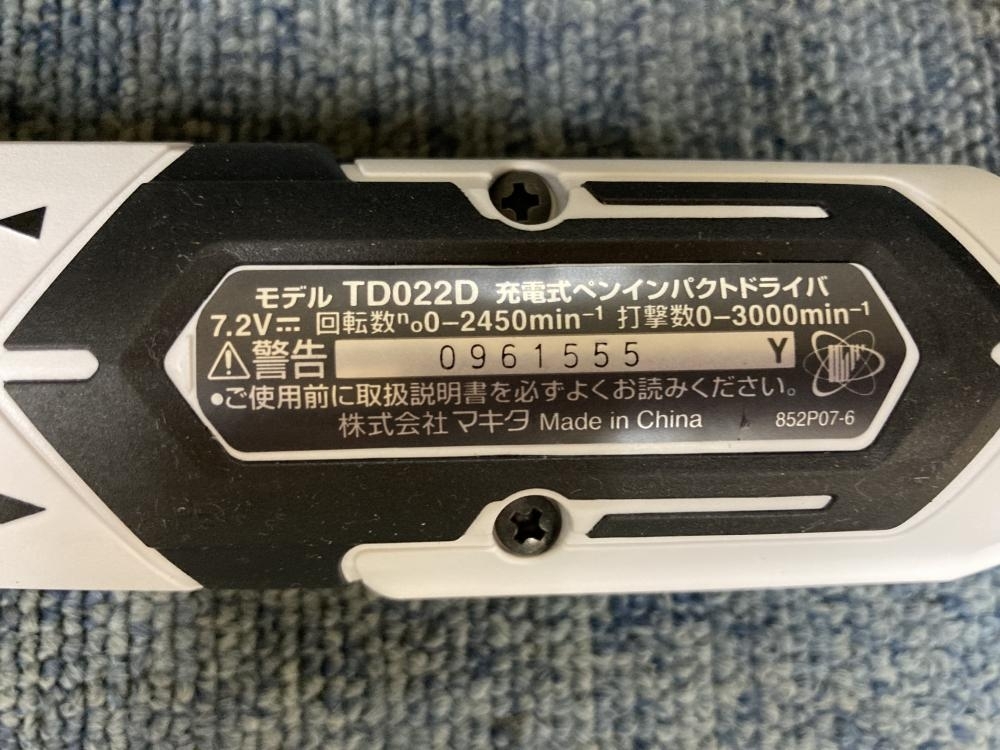 モデル TD022D 充電式ペンインパクトドライバ
7.2V⎓ 回転数n₀0-2450min⁻¹ 打撃数0-3000min⁻¹
⚠警告 0961555 Y
●ご使用前に取扱説明書を必ずよくお読みください。
株式会社マキタ Made in China 852P07-6